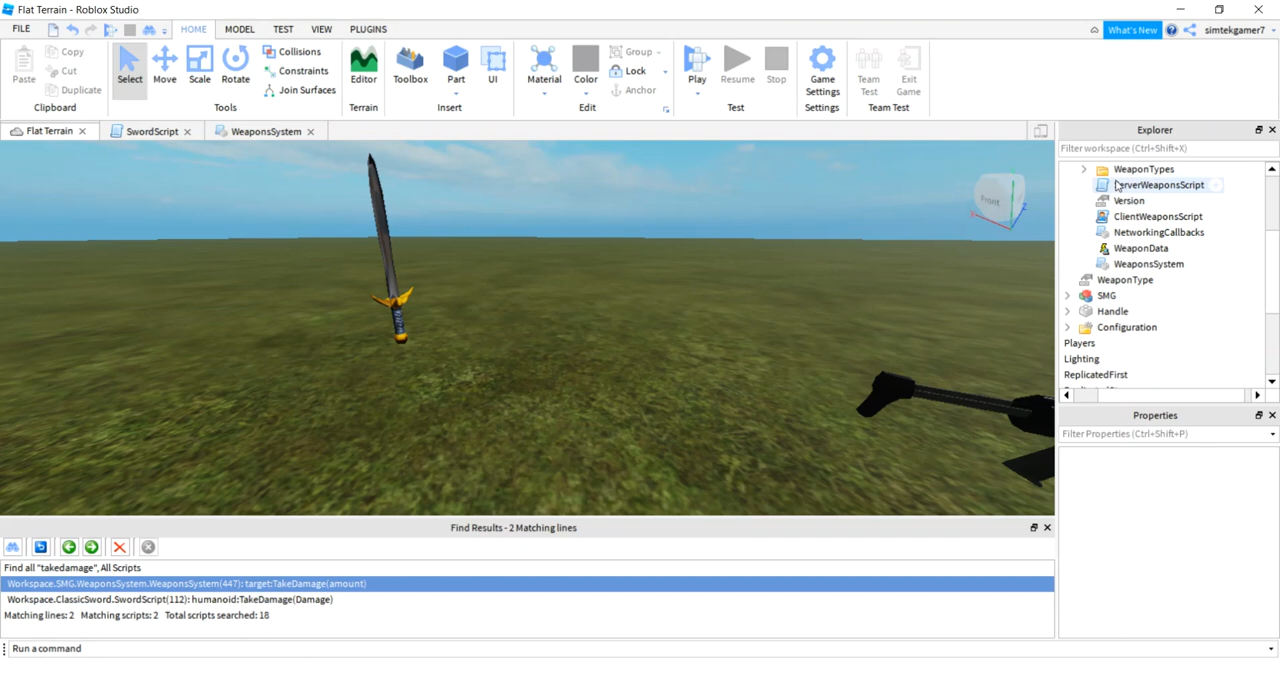 Flat Terrain - Roblox Studio
FILE HOME MODEL TEST VIEW PLUGINS What's New simtekgamer7
Paste Copy Cut Duplicate Clipboard
Select Move Scale Rotate Collisions Constraints Join Surfaces Tools
Editor Terrain
Toolbox Part UI Insert
Material Color Group Lock Anchor Edit
Play Resume Stop Test
Game Settings Settings
Team Test Exit Game Team Test
Flat Terrain SwordScript WeaponsSystem
Front
Explorer
Filter workspace (Ctrl+Shift+X)
WeaponTypes
erverWeaponsScript
Version
ClientWeaponsScript
NetworkingCallbacks
WeaponData
WeaponsSystem
WeaponType
SMG
Handle
Configuration
Players
Lighting
ReplicatedFirst
Properties
Filter Properties (Ctrl+Shift+P)
Find Results - 2 Matching lines
Find all "takedamage", All Scripts
Workspace.SMG.WeaponsSystem.WeaponsSystem(447): target:TakeDamage(amount)
Workspace.ClassicSword.SwordScript(112): humanoid:TakeDamage(Damage)
Matching lines: 2 Matching scripts: 2 Total scripts searched: 18
Run a command